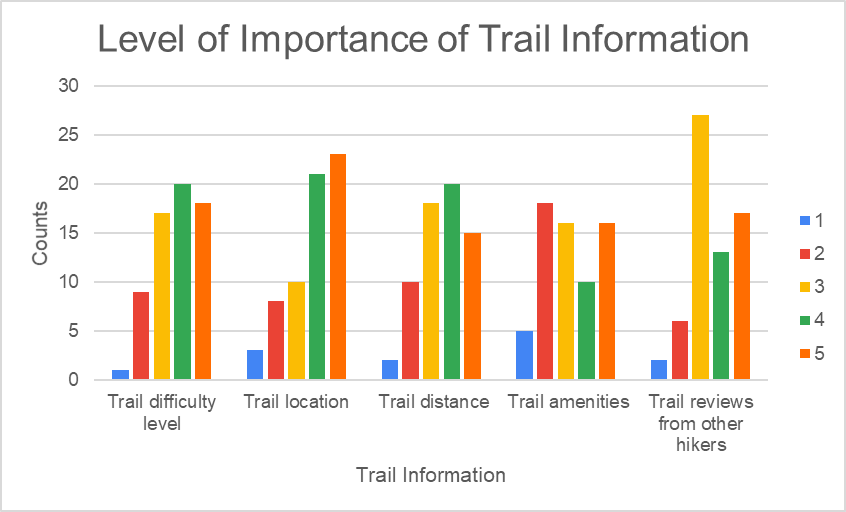 Level of Importance of Trail Information
30
25
20
15
10
5
0
Counts
Trail difficulty
level
Trail location
Trail distance
Trail amenities
Trail reviews
from other
hikers
Trail Information
1
2
3
4
5